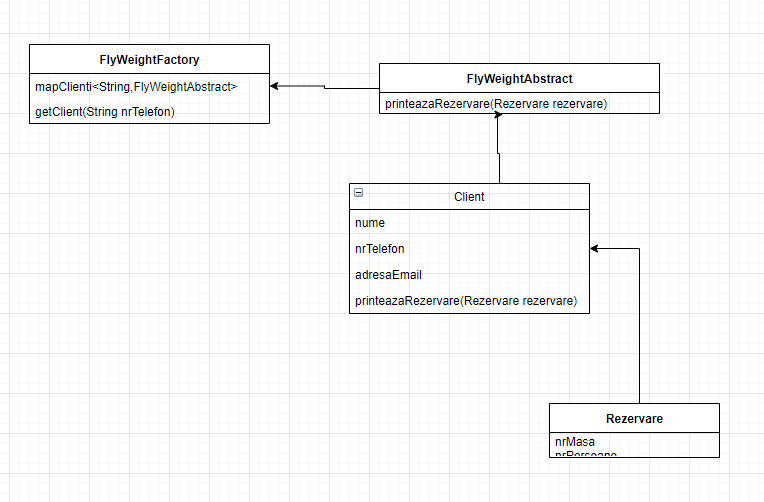 FlyWeightFactory
mapClienti<String,FlyWeightAbstract>
getClient(String nrTelefon)
FlyWeightAbstract
printeazaRezervare(Rezervare rezervare)
Client
nume
nrTelefon
adresaEmail
printeazaRezervare(Rezervare rezervare)
Rezervare
nrMasa
nrPersoane